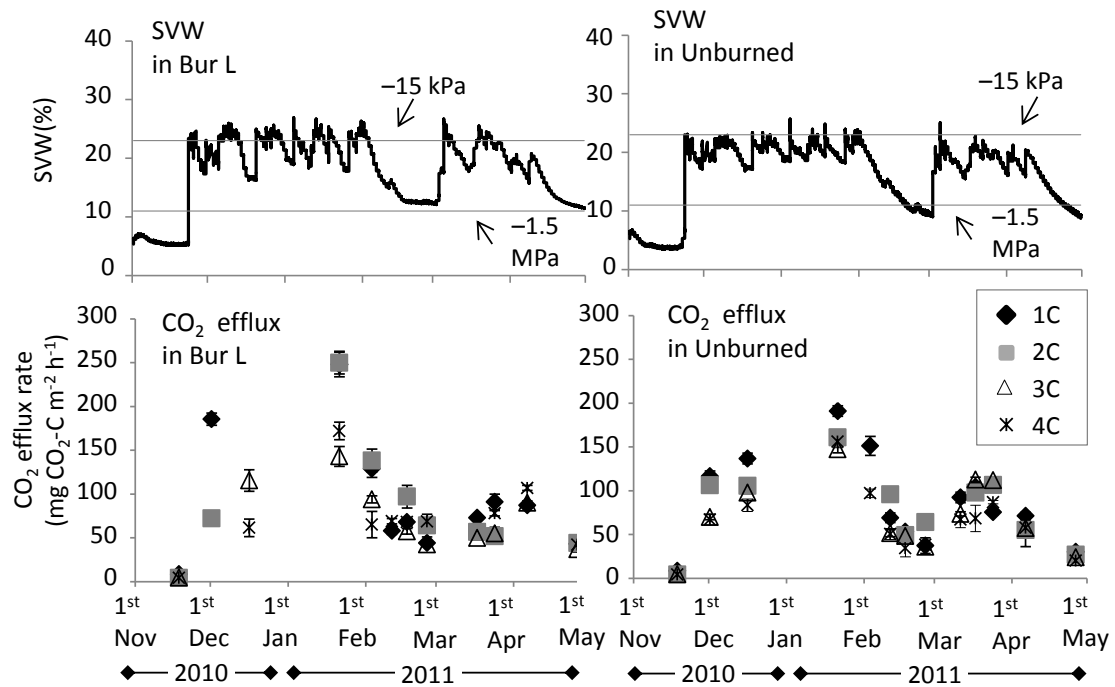 SVW
in Bur L
–15 kPa
–1.5
MPa
40
30
20
10
0
SVW(%)
SVW
in Unburned
–15 kPa
–1.5
MPa
40
30
20
10
0
CO₂ efflux
in Bur L
300
250
200
150
100
50
0
CO₂ efflux rate
(mg CO₂-C m⁻² h⁻¹)
CO₂ efflux
in Unburned
300
250
200
150
100
50
0
1C
2C
3C
4C
1st 1st 1st 1st 1st 1st 1st
Nov Dec Jan Feb Mar Apr May
2010 2011
1st 1st 1st 1st 1st 1st 1st
Nov Dec Jan Feb Mar Apr May
2010 2011